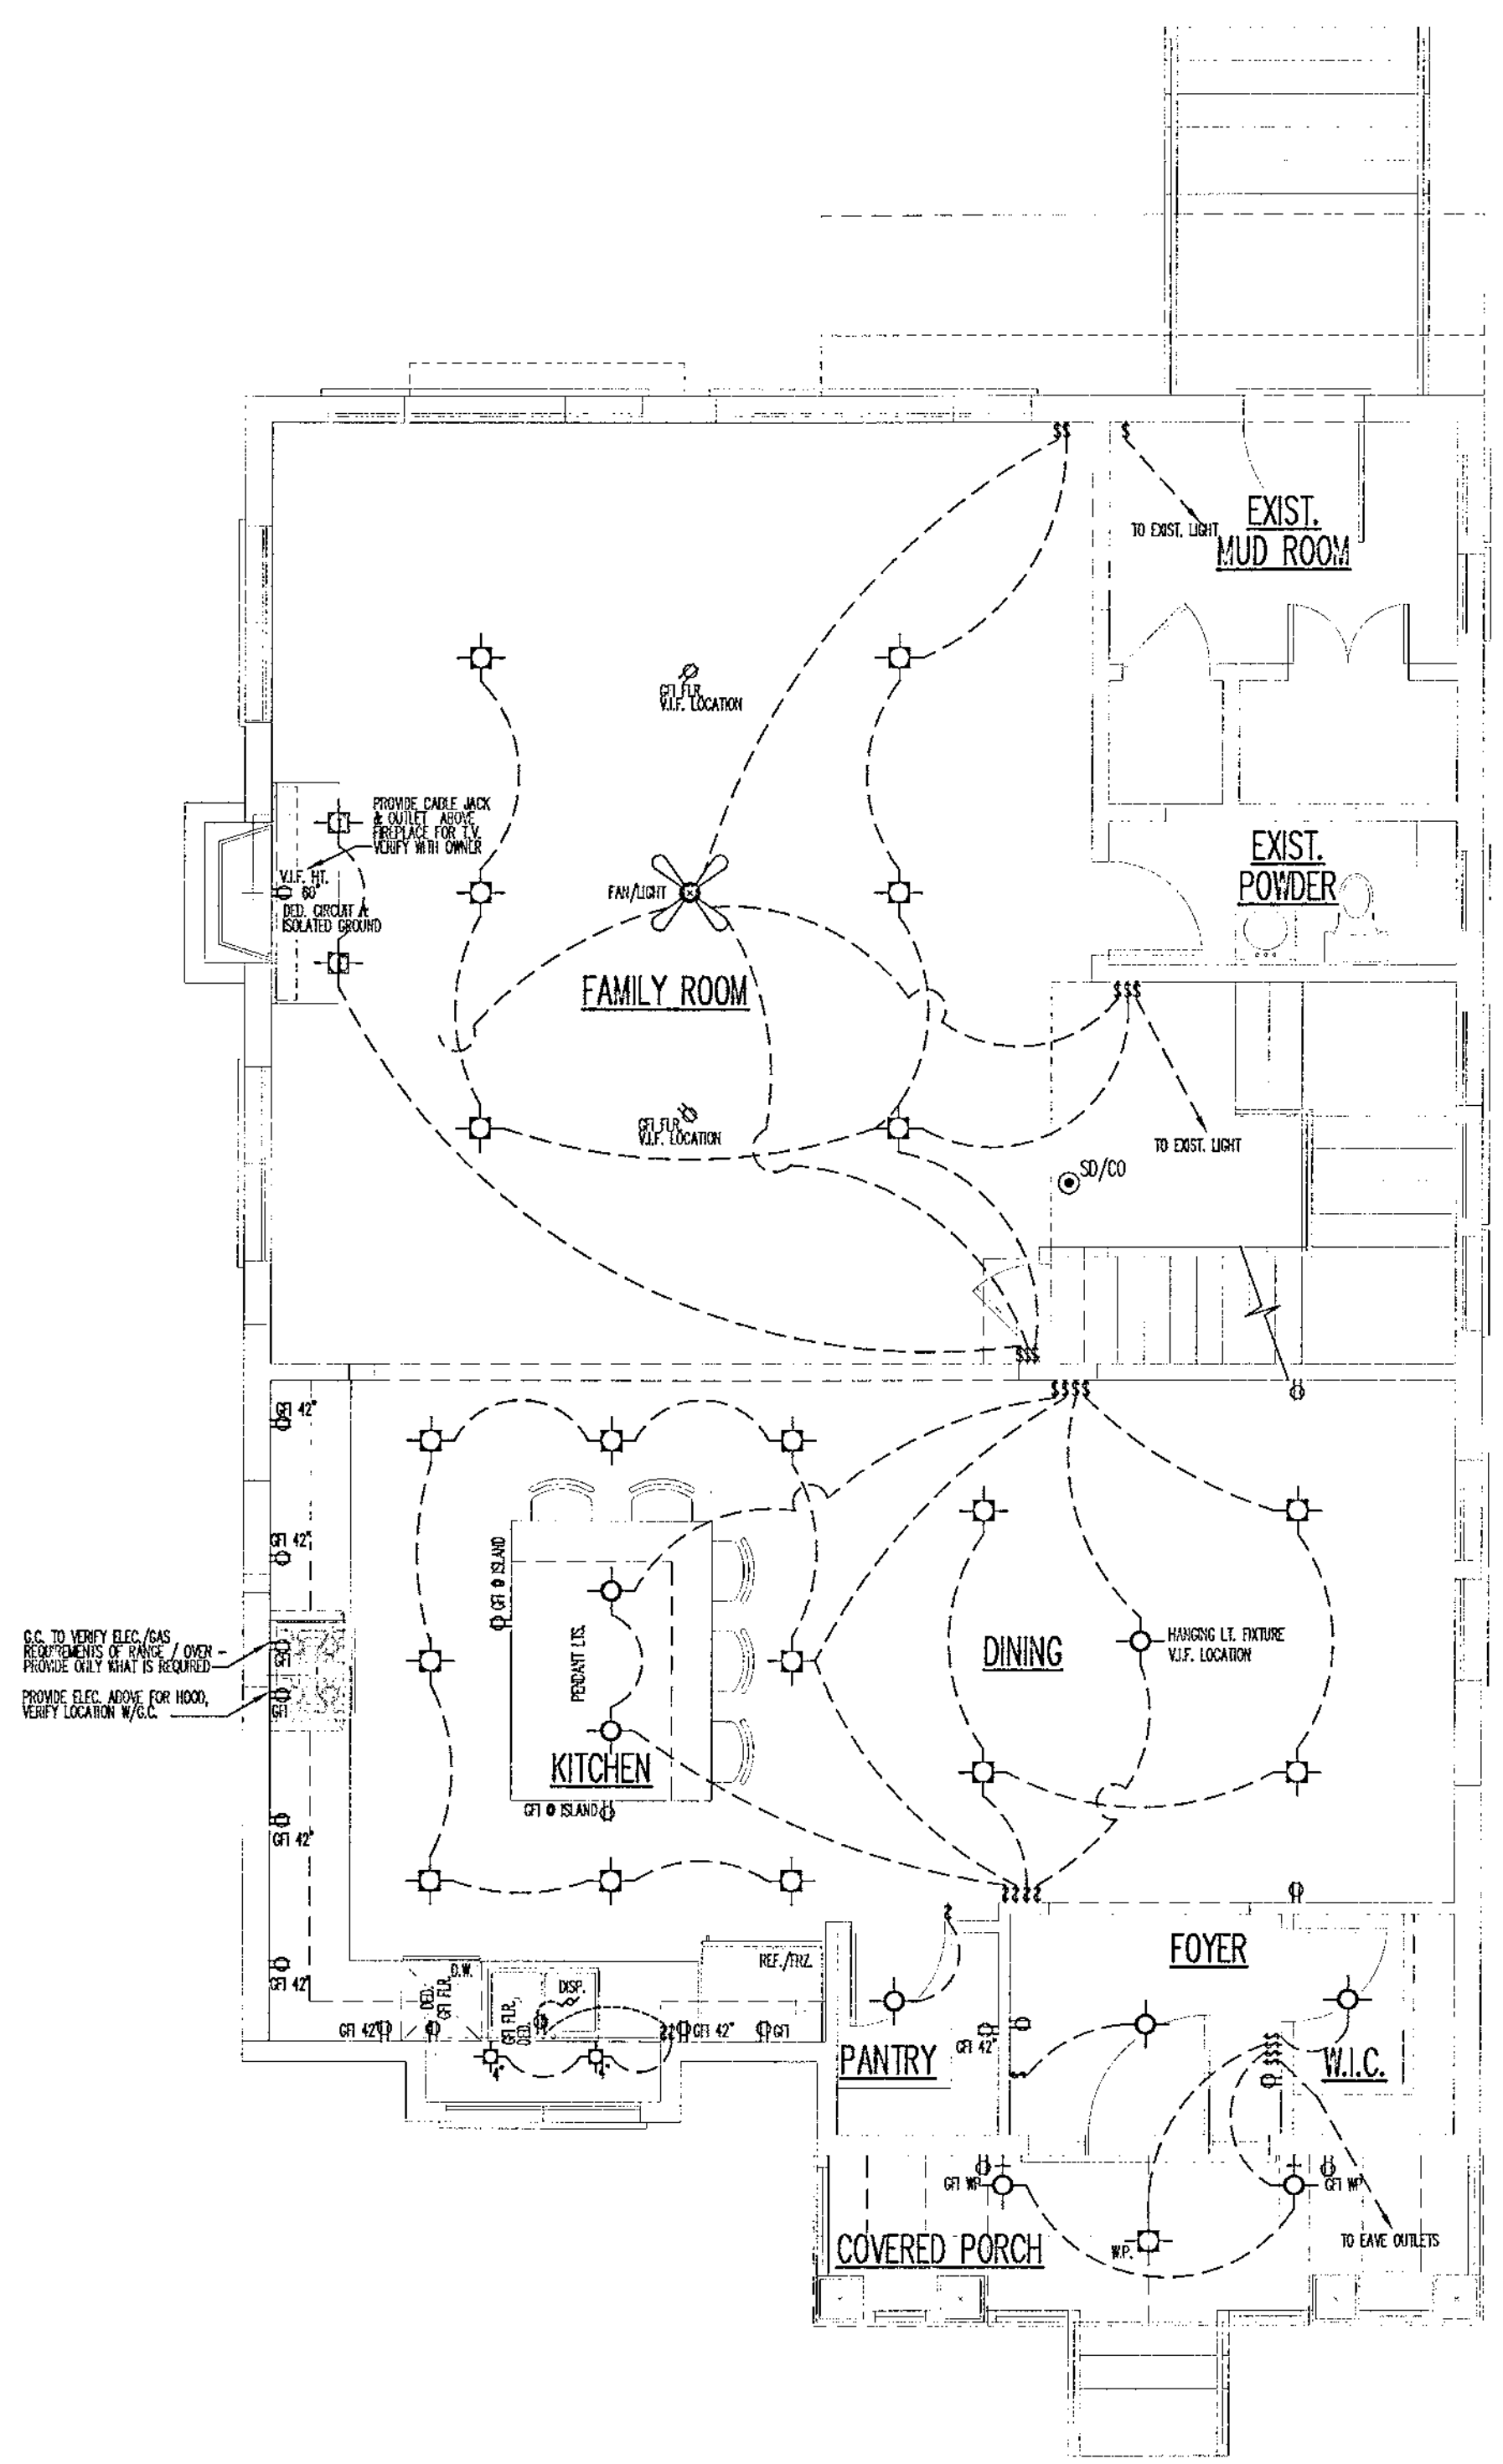 EXIST.
MUD ROOM
TO EXIST. LIGHT
GFI FLR.
V.I.F. LOCATION
PROVIDE CABLE JACK
& OUTLET ABOVE
FIREPLACE FOR T.V.
VERIFY WITH OWNER
V.I.F. HT.
60"
DED. CIRCUIT &
ISOLATED GROUND
FAN/LIGHT
EXIST.
POWDER
FAMILY ROOM
GFI FLR.
V.I.F. LOCATION
TO EXIST. LIGHT
SD/CO
GFI 42"
GFI 42"
GFI @ ISLAND
PENDANT LTS.
G.C. TO VERIFY ELEC./GAS
REQUIREMENTS OF RANGE / OVEN -
PROVIDE ONLY WHAT IS REQUIRED
GFI
PROVIDE ELEC. ABOVE FOR HOOD,
VERIFY LOCATION W/G.C.
GFI
DINING
HANGING LT. FIXTURE
V.I.F. LOCATION
KITCHEN
GFI @ ISLAND
GFI 42"
FOYER
REF./FRZ.
D.W.
DED.
GFI FLR.
DISP.
GFI FLR.
DED.
GFI 42"
GFI 42"
GFI 42"
GFI
4"
4"
PANTRY
GFI 42"
W.I.C.
GFI WP
GFI WP
COVERED PORCH
W.P.
TO EAVE OUTLETS